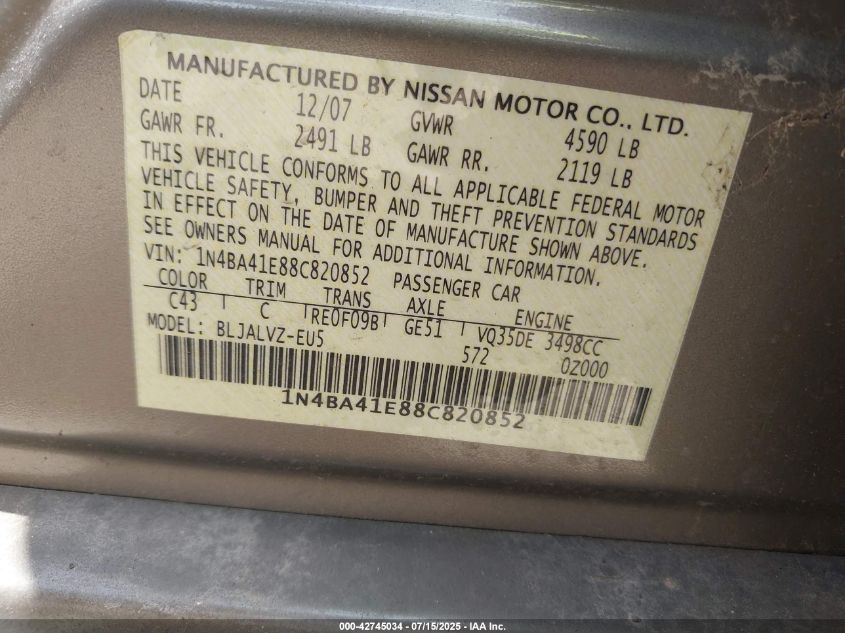 MANUFACTURED BY NISSAN MOTOR CO., LTD.
DATE 12/07 GVWR 4590 LB
GAWR FR. 2491 LB GAWR RR. 2119 LB
THIS VEHICLE CONFORMS TO ALL APPLICABLE FEDERAL MOTOR
VEHICLE SAFETY, BUMPER AND THEFT PREVENTION STANDARDS
IN EFFECT ON THE DATE OF MANUFACTURE SHOWN ABOVE.
SEE OWNERS MANUAL FOR ADDITIONAL INFORMATION.
VIN: 1N4BA41E88C820852 PASSENGER CAR
COLOR TRIM TRANS AXLE ENGINE
C43 C RE0F09B GE51 VQ35DE 3498CC
MODEL: BLJALVZ-EU5 572 0Z000
1N4BA41E88C820852
000-42745034 - 07/15/2025 - IAA Inc.